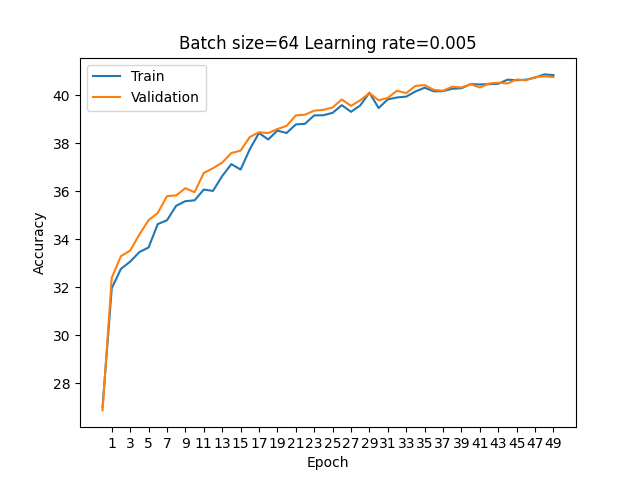 Batch size=64 Learning rate=0.005
Train
Validation
40
38
36
34
32
30
28
Accuracy
1 3 5 7 9 11 13 15 17 19 21 23 25 27 29 31 33 35 37 39 41 43 45 47 49
Epoch